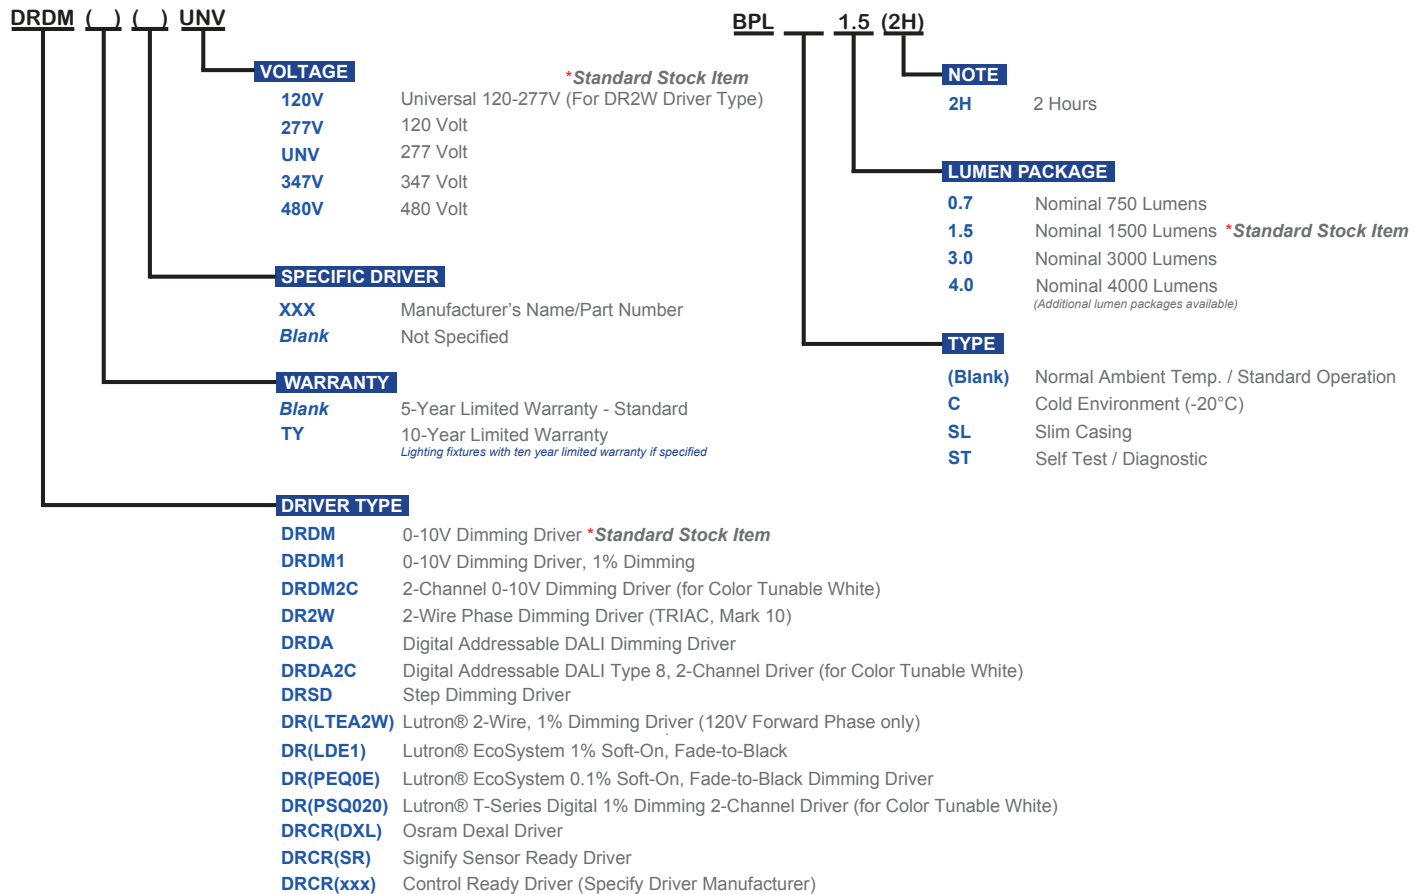 DRDM ( ) ( ) UNV
VOLTAGE
*Standard Stock Item
120V Universal 120-277V (For DR2W Driver Type)
277V 120 Volt
UNV 277 Volt
347V 347 Volt
480V 480 Volt
SPECIFIC DRIVER
XXX Manufacturer's Name/Part Number
Blank Not Specified
WARRANTY
Blank 5-Year Limited Warranty - Standard
TY 10-Year Limited Warranty
Lighting fixtures with ten year limited warranty if specified
DRIVER TYPE
DRDM 0-10V Dimming Driver *Standard Stock Item
DRDM1 0-10V Dimming Driver, 1% Dimming
DRDM2C 2-Channel 0-10V Dimming Driver (for Color Tunable White)
DR2W 2-Wire Phase Dimming Driver (TRIAC, Mark 10)
DRDA Digital Addressable DALI Dimming Driver
DRDA2C Digital Addressable DALI Type 8, 2-Channel Driver (for Color Tunable White)
DRSD Step Dimming Driver
DR(LTEA2W) Lutron® 2-Wire, 1% Dimming Driver (120V Forward Phase only)
DR(LDE1) Lutron® EcoSystem 1% Soft-On, Fade-to-Black
DR(PEQ0E) Lutron® EcoSystem 0.1% Soft-On, Fade-to-Black Dimming Driver
DR(PSQ020) Lutron® T-Series Digital 1% Dimming 2-Channel Driver (for Color Tunable White)
DRCR(DXL) Osram Dexal Driver
DRCR(SR) Signify Sensor Ready Driver
DRCR(xxx) Control Ready Driver (Specify Driver Manufacturer)
BPL 1.5 (2H)
NOTE
2H 2 Hours
LUMEN PACKAGE
0.7 Nominal 750 Lumens
1.5 Nominal 1500 Lumens *Standard Stock Item
3.0 Nominal 3000 Lumens
4.0 Nominal 4000 Lumens
(Additional lumen packages available)
TYPE
(Blank) Normal Ambient Temp. / Standard Operation
C Cold Environment (-20°C)
SL Slim Casing
ST Self Test / Diagnostic